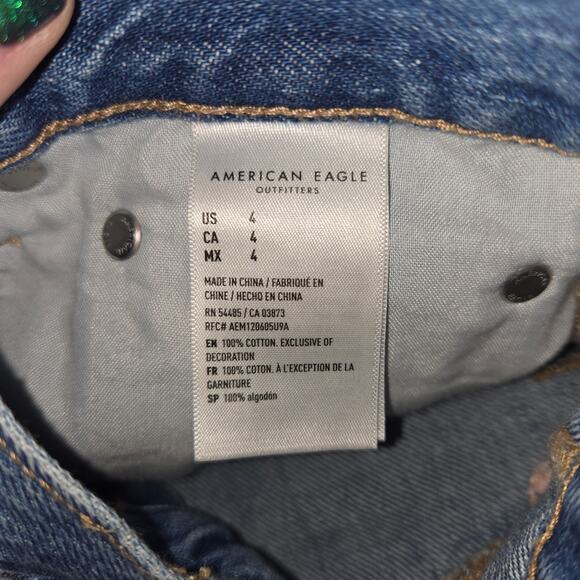 AMERICAN EAGLE
OUTFITTERS
US 4
CA 4
MX 4
MADE IN CHINA / FABRIQUÉ EN
CHINE / HECHO EN CHINA
RN 54485 / CA 03873
RFC# AEM120605U9A
EN 100% COTTON. EXCLUSIVE OF
DECORATION
FR 100% COTON. À L'EXCEPTION DE LA
GARNITURE
SP 100% algodón